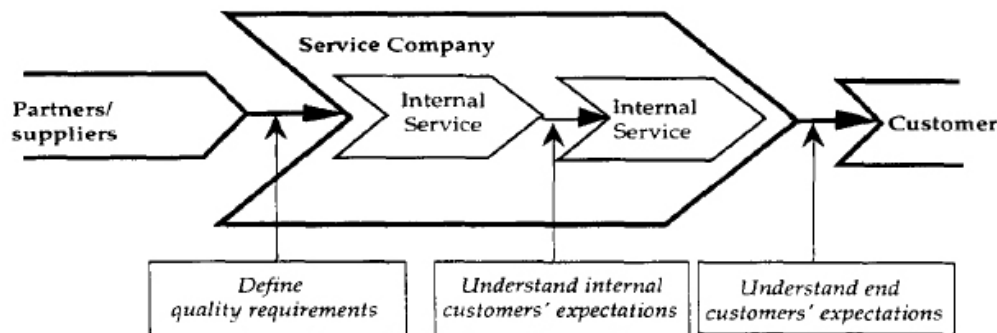 Service Company
Partners/
suppliers
Internal
Service
Internal
Service
Customer
Define
quality requirements
Understand internal
customers' expectations
Understand end
customers' expectations